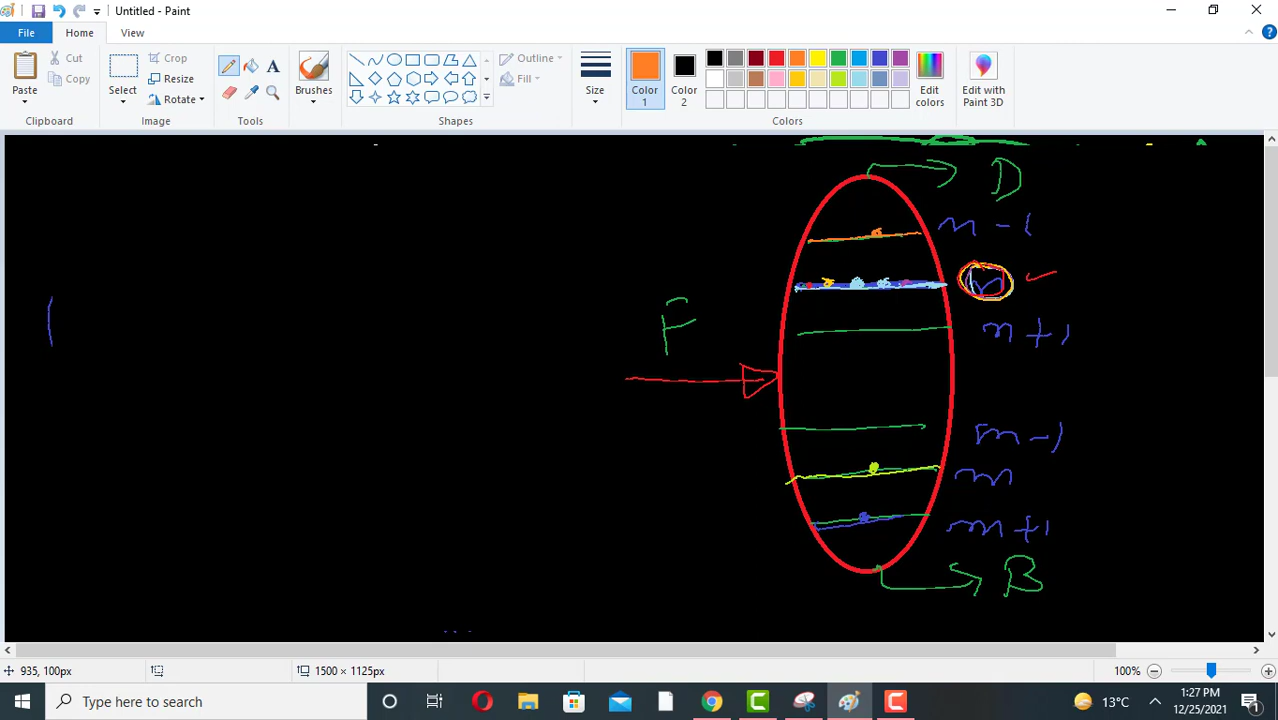 Untitled - Paint
File Home View
Paste
Cut
Copy
Clipboard
Select
Crop
Resize
Rotate
Image
Tools
Brushes
Shapes
Outline
Fill
Size
Color 1
Color 2
Colors
Edit colors
Edit with Paint 3D
D
n-1
n
F
n+1
m-1
m
m+1
B
935, 100px
1500 × 1125px
100%
Type here to search
13°C
1:27 PM
12/25/2021
1